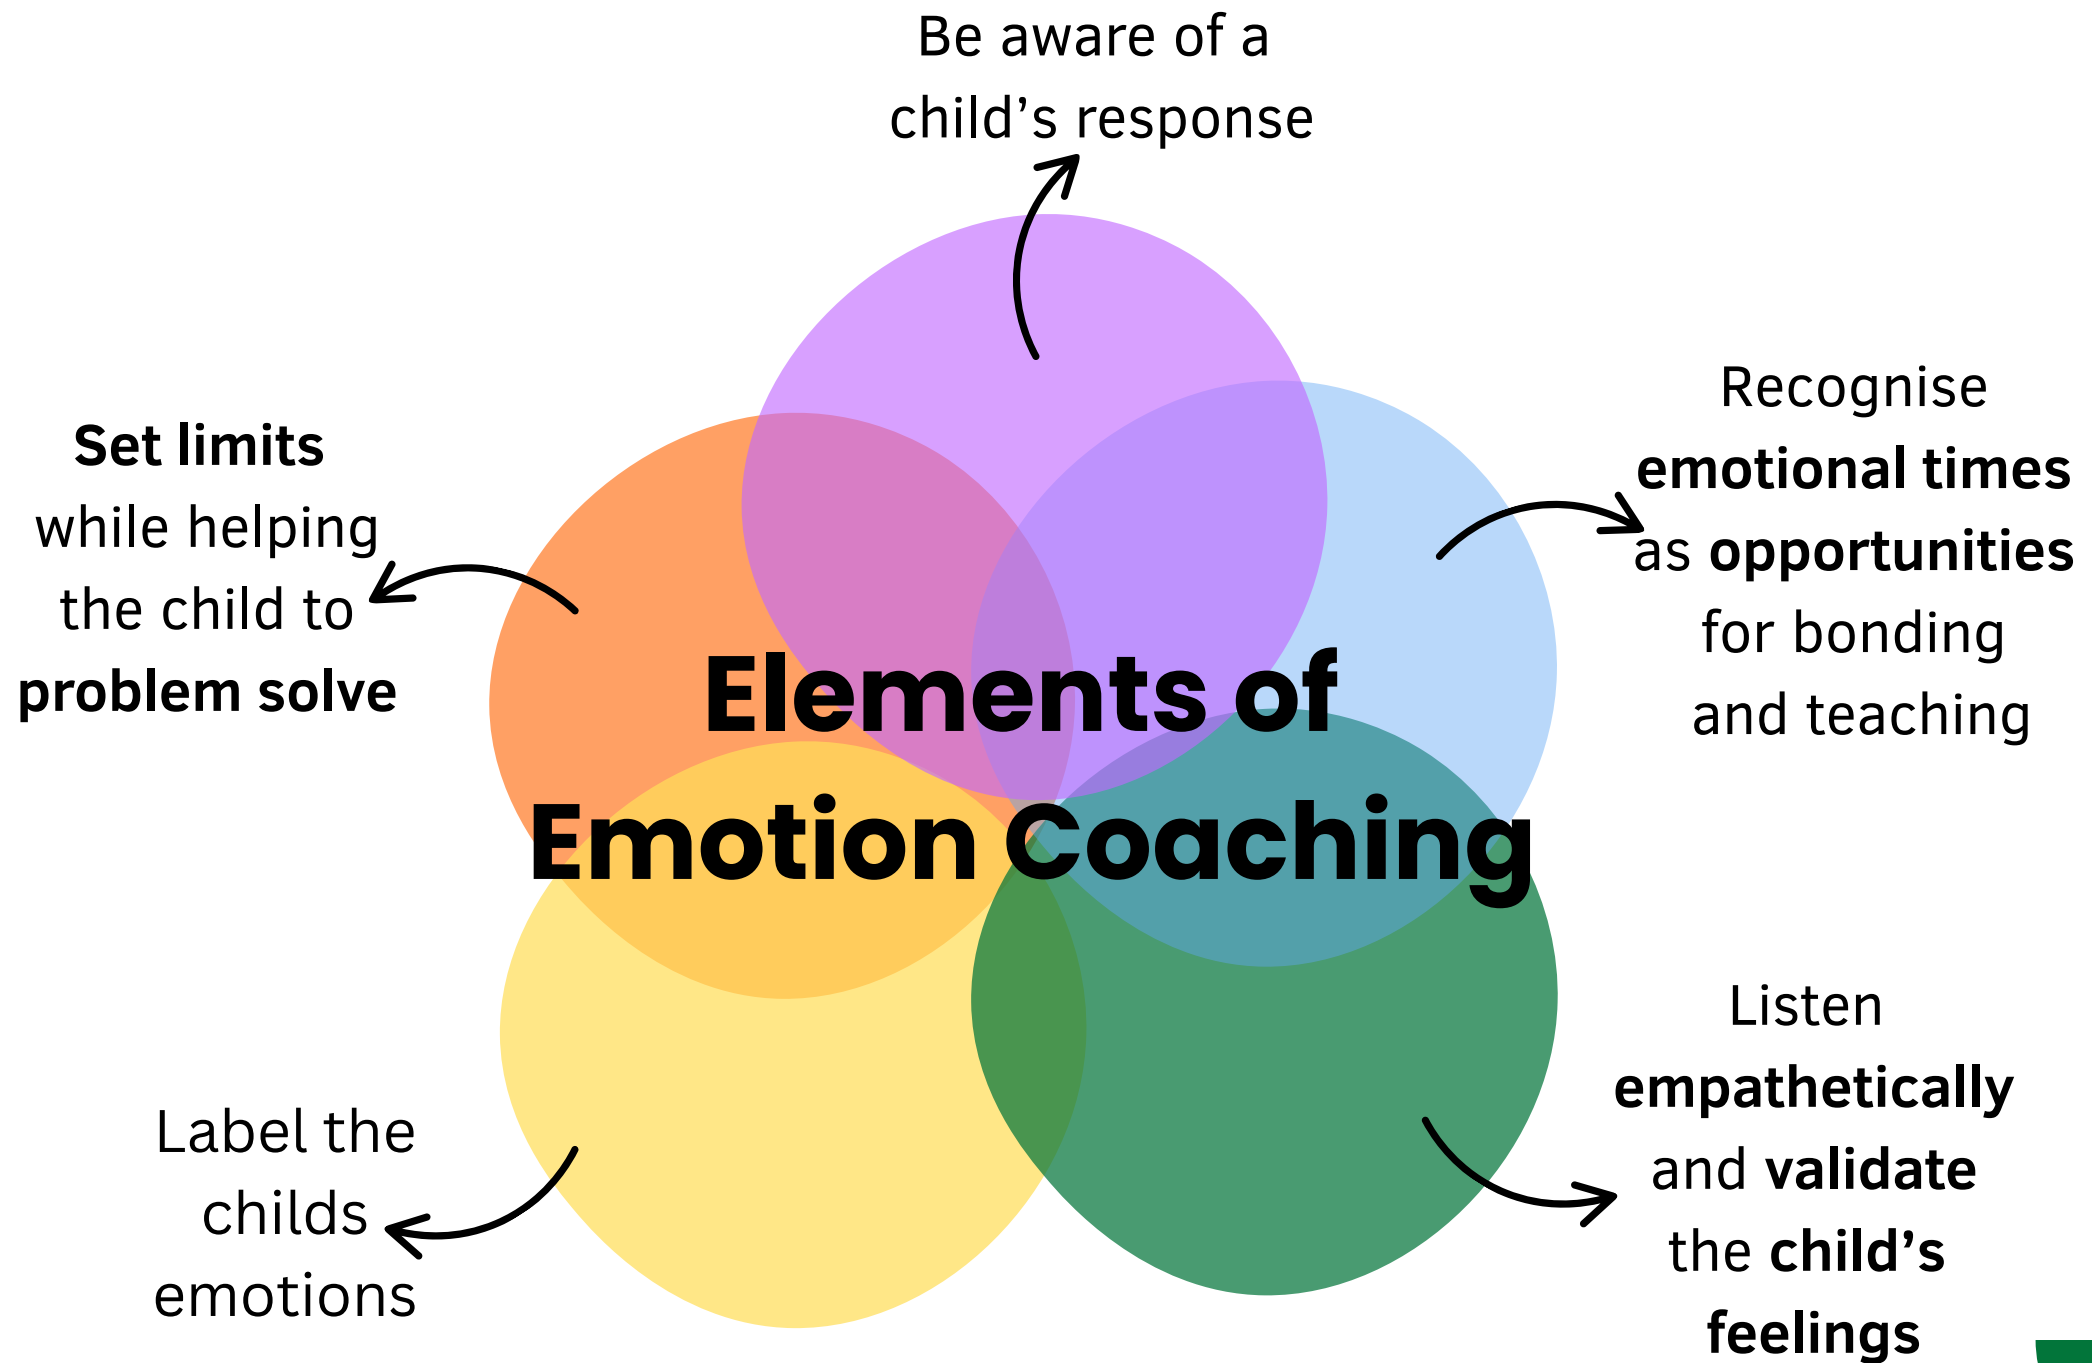 Be aware of a
child’s response
Recognise
emotional times
as opportunities
for bonding
and teaching
Set limits
while helping
the child to
problem solve
Elements of
Emotion Coaching
Listen
empathetically
and validate
the child’s
feelings
Label the
childs
emotions